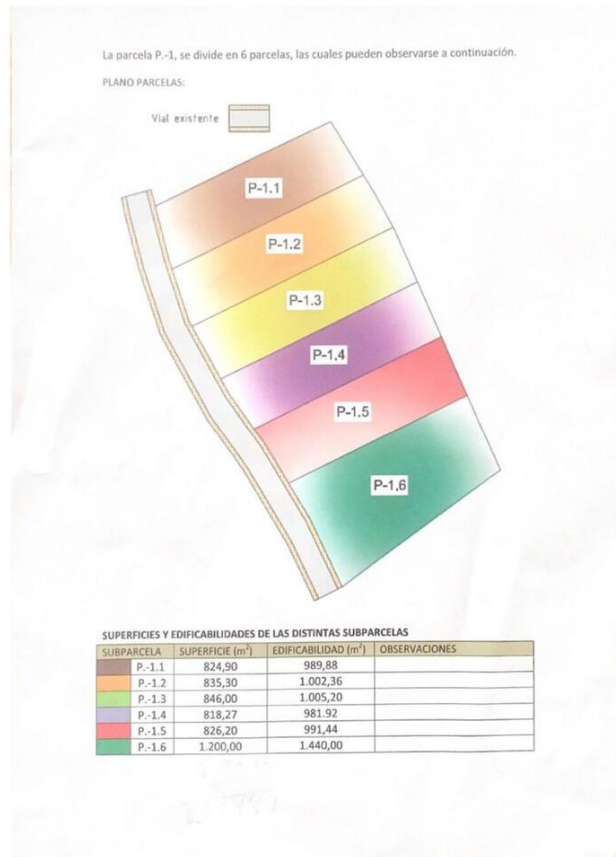 La parcela P.-1, se divide en 6 parcelas, las cuales pueden observarse a continuación.
PLANO PARCELAS:
Vial existente
P-1.1
P-1.2
P-1.3
P-1.4
P-1.5
P-1.6
SUPERFICIES Y EDIFICABILIDADES DE LAS DISTINTAS SUBPARCELAS
SUBPARCELA SUPERFICIE (m²) EDIFICABILIDAD (m²) OBSERVACIONES
P.-1.1 824,90 989,88
P.-1.2 835,30 1.002,36
P.-1.3 846,00 1.005,20
P.-1.4 818,27 981.92
P.-1.5 826,20 991,44
P.-1.6 1.200,00 1.440,00